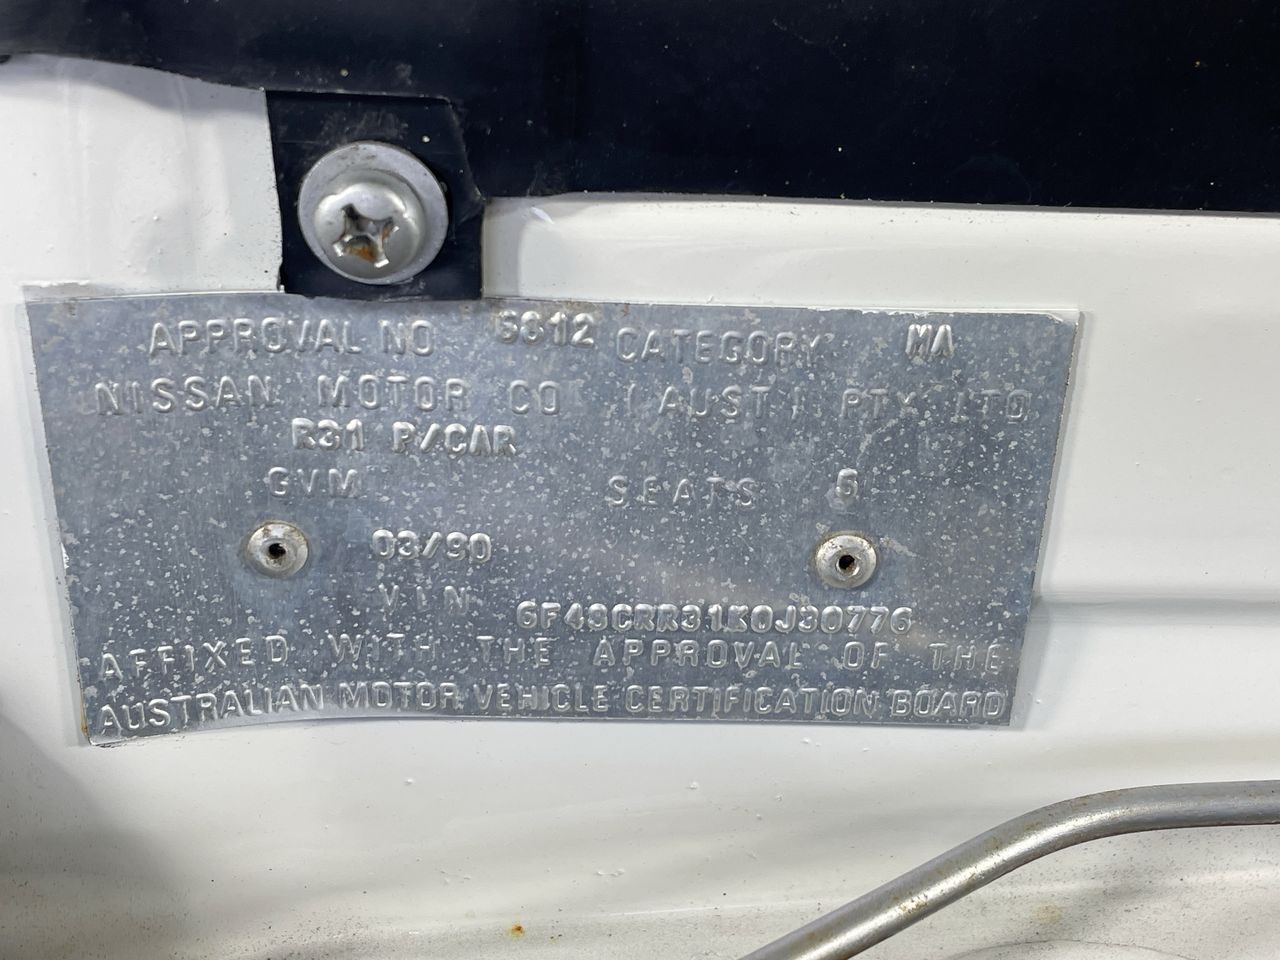 APPROVAL NO 6812 CATEGORY MA
NISSAN MOTOR CO (AUST) PTY LTD
R31 P/CAR
GVM SEATS 5
03/90
VIN 6F49CRR31K0J30776
AFFIXED WITH THE APPROVAL OF THE
AUSTRALIAN MOTOR VEHICLE CERTIFICATION BOARD